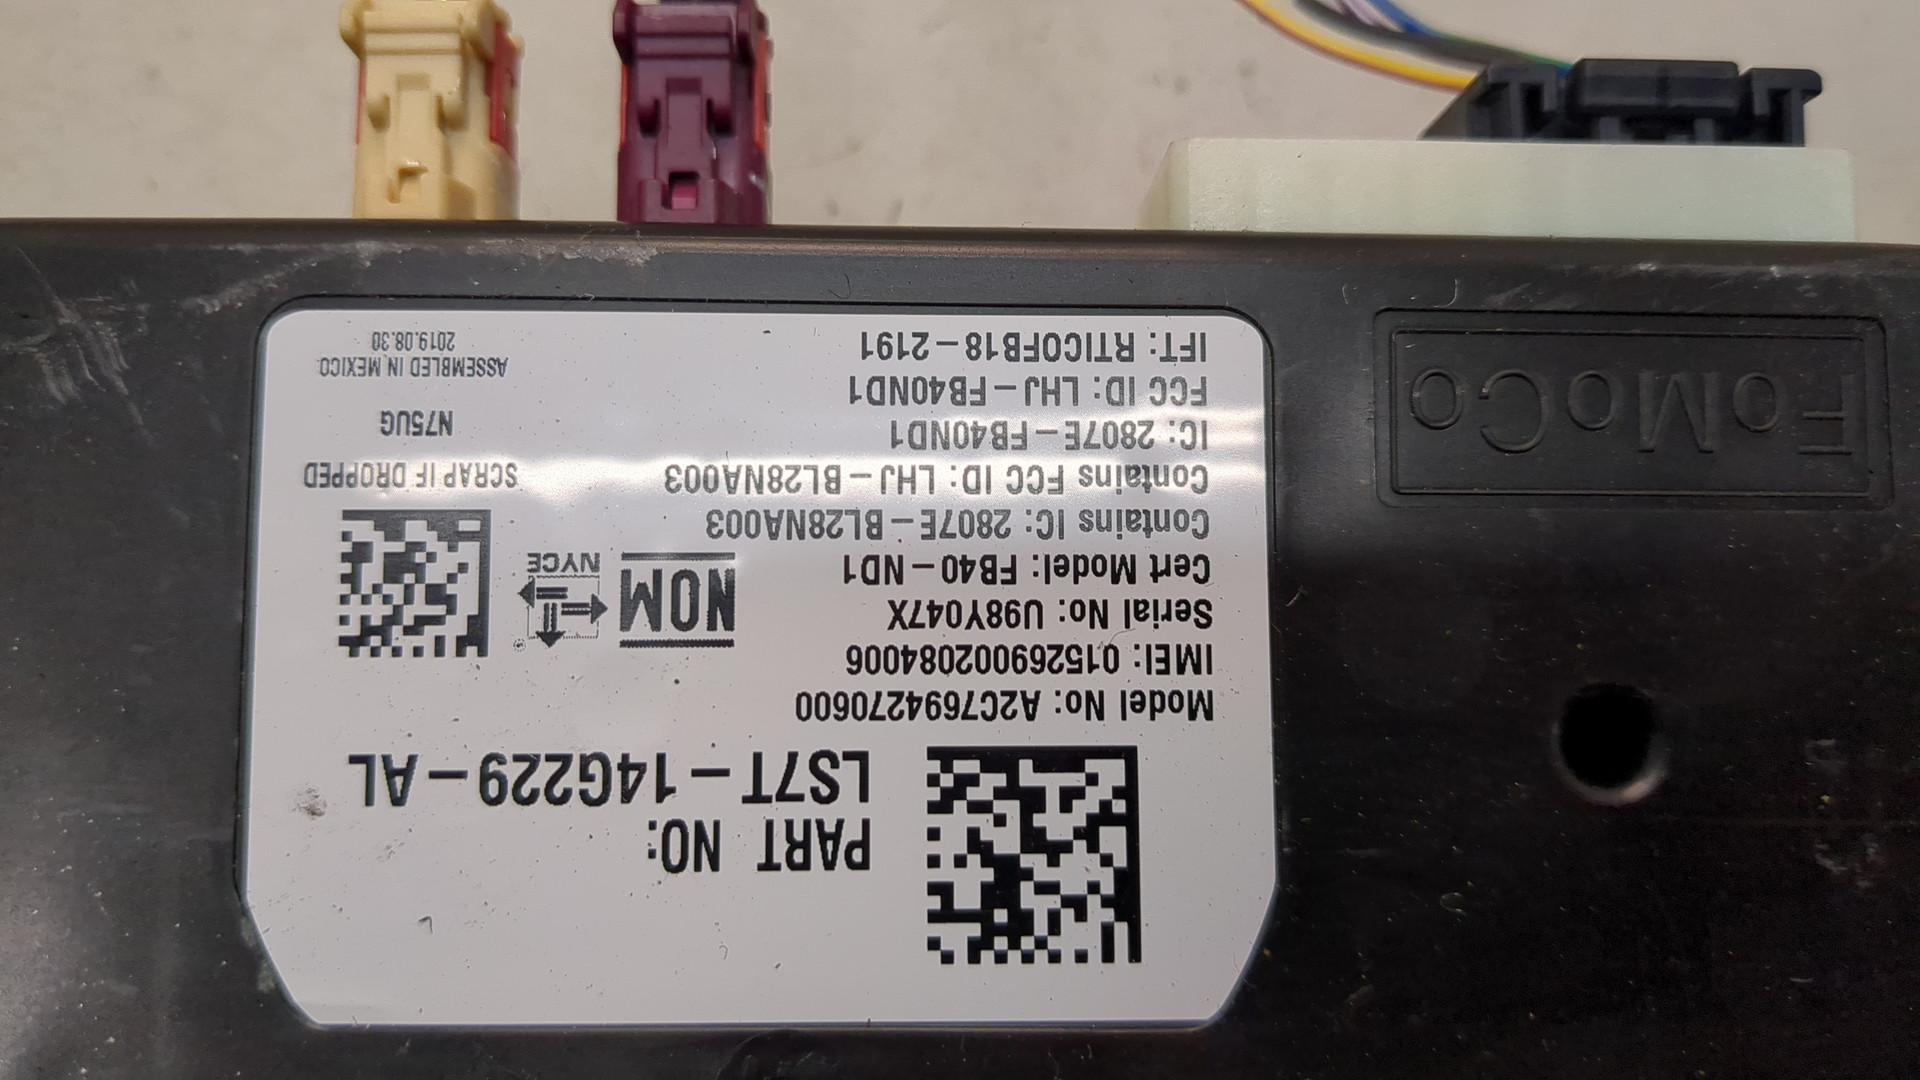 PART NO:
LS7T-14G229-AL
Model No: A2C7694270600
IMEI: 015269002084006
Serial No: U98Y047X
Cert Model: FB40-ND1
Contains IC: 2807E-BL28NA003
Contains FCC ID: LHJ-BL28NA003
IC: 2807E-FB40ND1
FCC ID: LHJ-FB40ND1
IFT: RTICOFB18-2191
NOM
NYCE
SCRAP IF DROPPED
N75UG
ASSEMBLED IN MEXICO
2019.08.30
FoMoCo